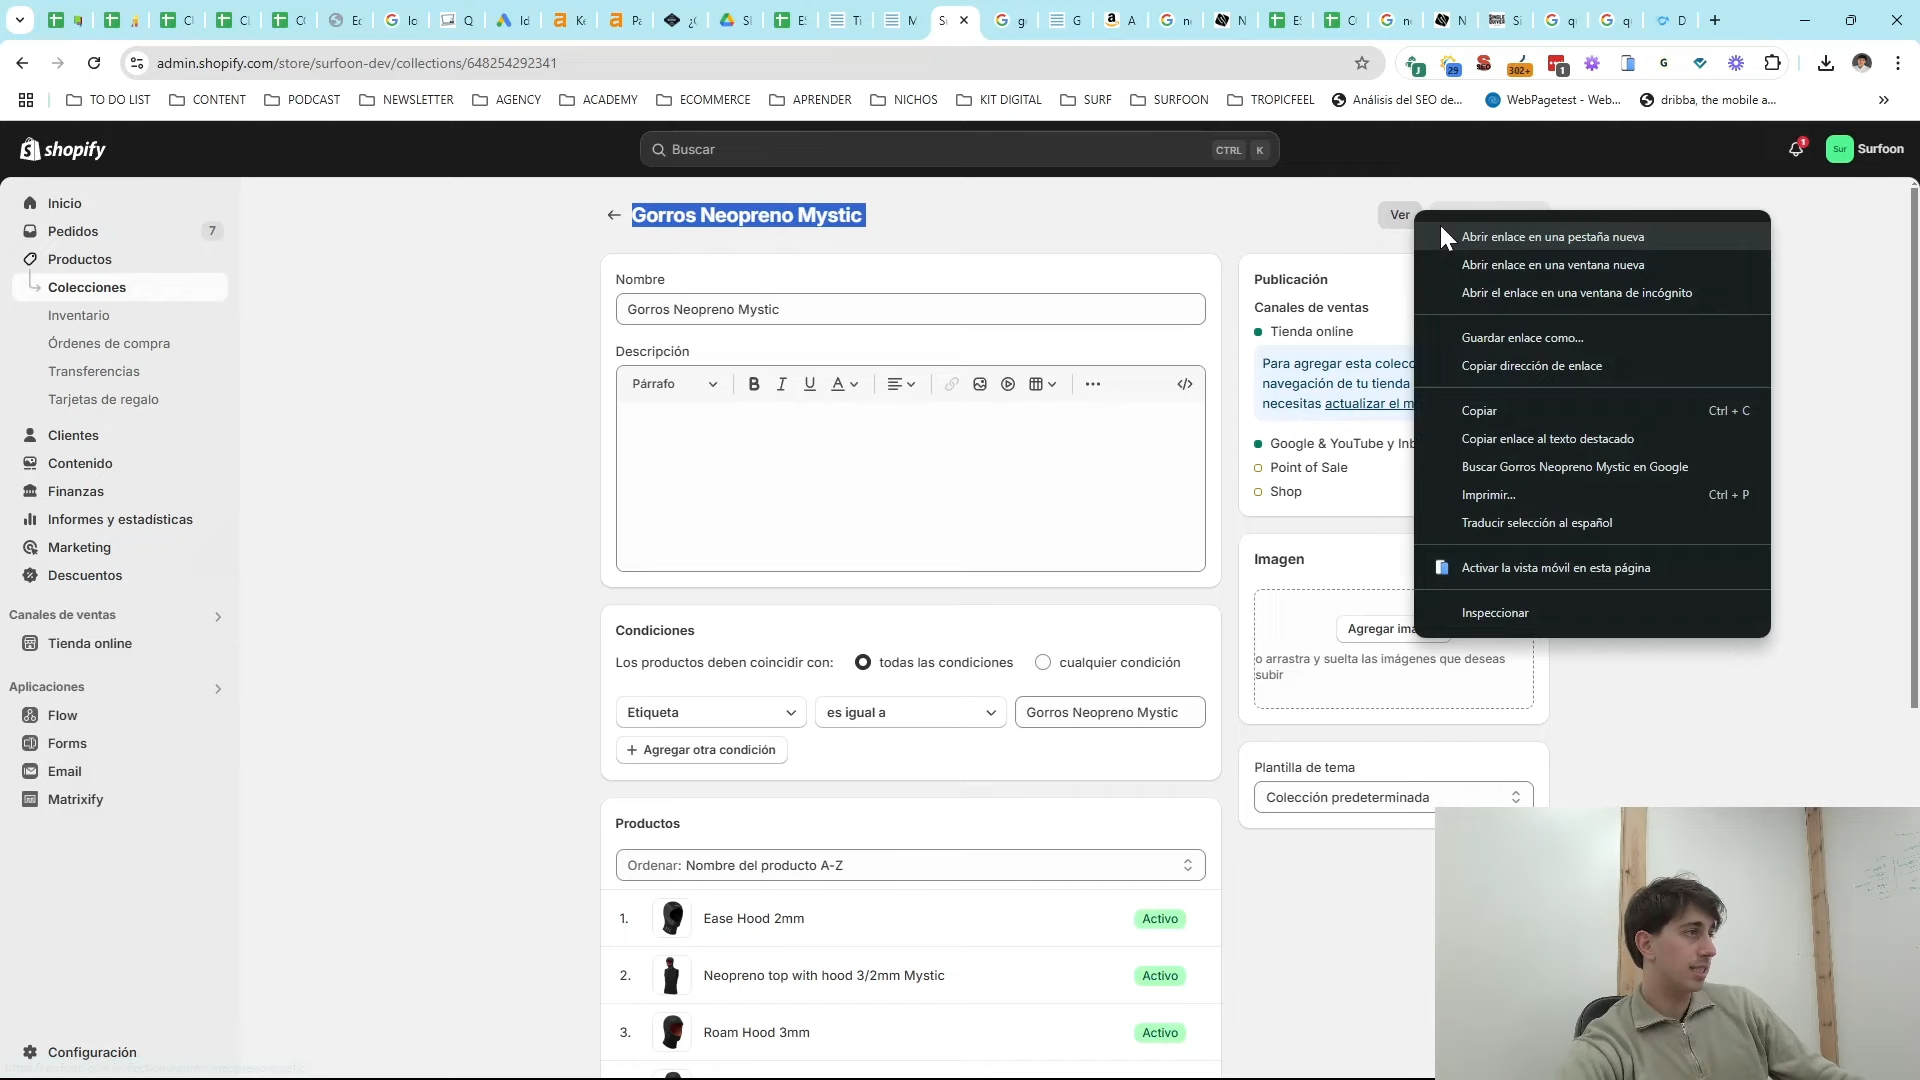 admin.shopify.com/store/surfoon-dev/collections/648254292341
TO DO LIST
CONTENT
PODCAST
NEWSLETTER
AGENCY
ACADEMY
ECOMMERCE
APRENDER
NICHOS
KIT DIGITAL
SURF
SURFOON
TROPICFEEL
Análisis del SEO de...
WebPagetest - Web...
dribba, the mobile a...
shopify
Buscar
CTRL K
Sur Surfoon
Inicio
Pedidos 7
Productos
Colecciones
Inventario
Órdenes de compra
Transferencias
Tarjetas de regalo
Clientes
Contenido
Finanzas
Informes y estadísticas
Marketing
Descuentos
Canales de ventas
Tienda online
Aplicaciones
Flow
Forms
Email
Matrixify
Configuración
Gorros Neopreno Mystic
Ver
Nombre
Gorros Neopreno Mystic
Descripción
Párrafo
Condiciones
Los productos deben coincidir con: todas las condiciones cualquier condición
Etiqueta
es igual a
Gorros Neopreno Mystic
+ Agregar otra condición
Productos
Ordenar: Nombre del producto A-Z
1. Ease Hood 2mm Activo
2. Neopreno top with hood 3/2mm Mystic Activo
3. Roam Hood 3mm Activo
Publicación
Canales de ventas
Tienda online
Para agregar esta colecc
navegación de tu tienda
necesitas actualizar el m
Google & YouTube y Inb
Point of Sale
Shop
Imagen
Agregar ima
o arrastra y suelta las imágenes que deseas
subir
Plantilla de tema
Colección predeterminada
Abrir enlace en una pestaña nueva
Abrir enlace en una ventana nueva
Abrir el enlace en una ventana de incógnito
Guardar enlace como...
Copiar dirección de enlace
Copiar Ctrl + C
Copiar enlace al texto destacado
Buscar Gorros Neopreno Mystic en Google
Imprimir... Ctrl + P
Traducir selección al español
Activar la vista móvil en esta página
Inspeccionar